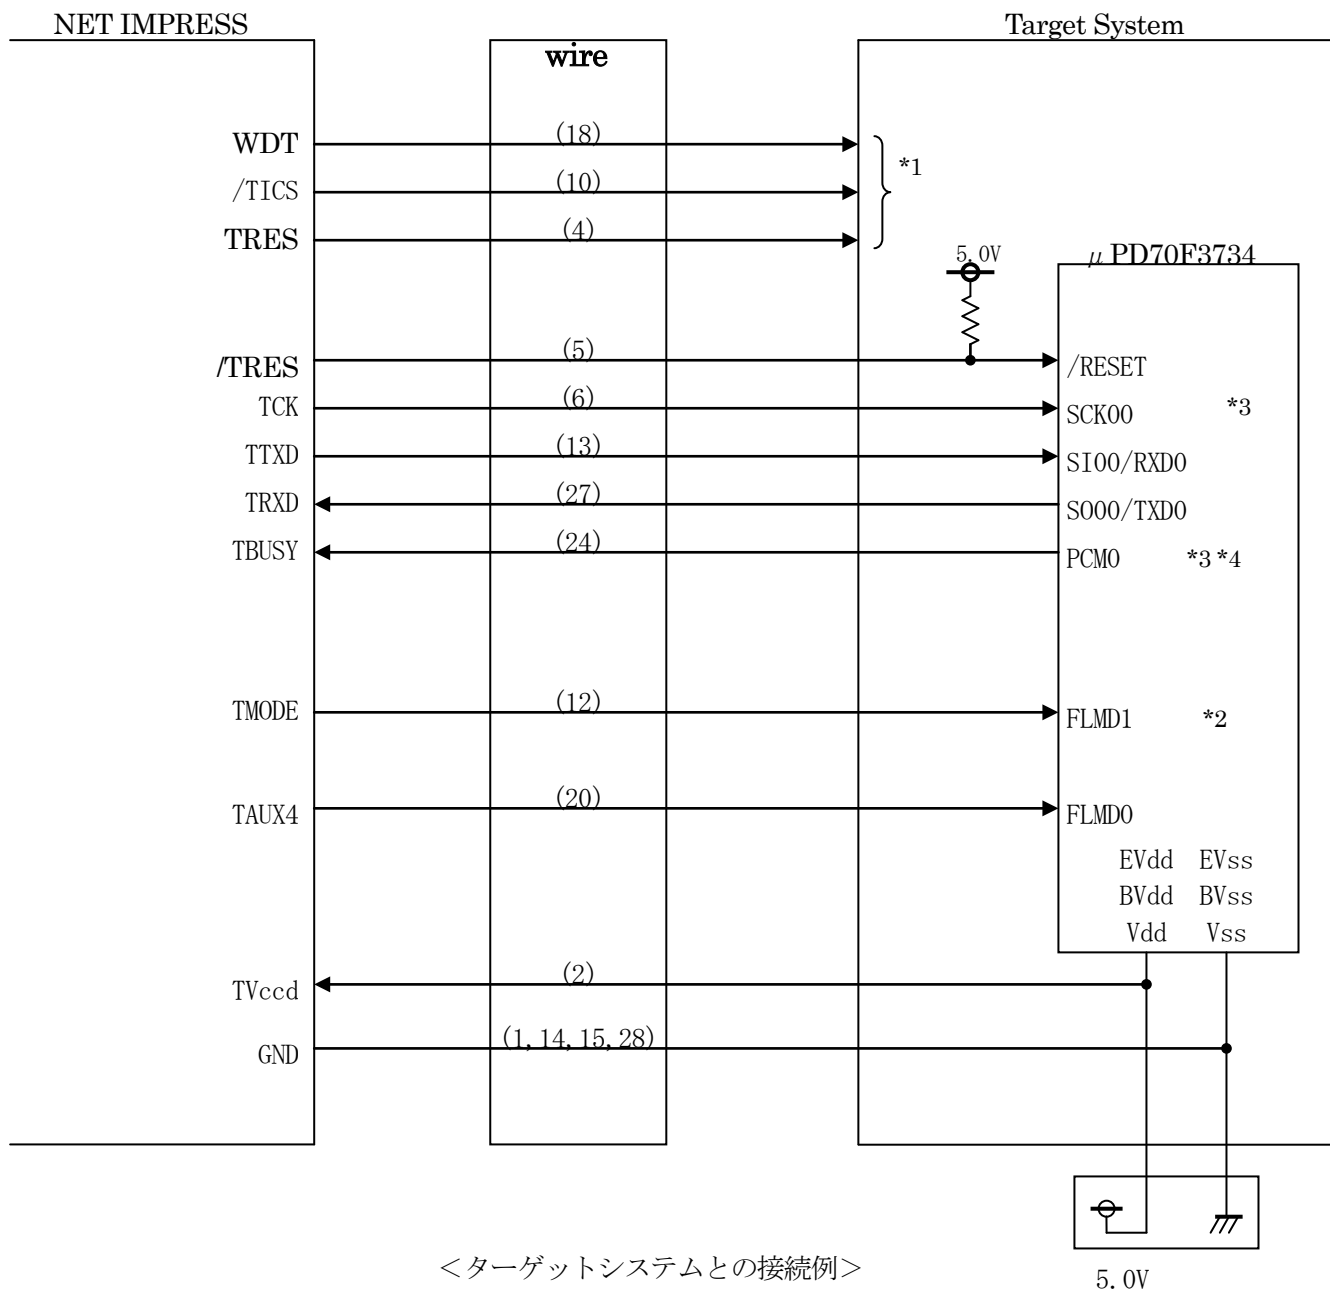 NET IMPRESS
Target System
wire
WDT (18)
*1
/TICS (10)
TRES (4)
5.0V
μPD70F3734
/TRES (5) /RESET
TCK (6) SCK00 *3
TTXD (13) SI00/RXD0
TRXD (27) SO00/TXD0
TBUSY (24) PCM0 *3 *4
TMODE (12) FLMD1 *2
TAUX4 (20) FLMD0
EVdd EVss
BVdd BVss
Vdd Vss
TVccd (2)
GND (1,14,15,28)
＜ターゲットシステムとの接続例＞
5.0V